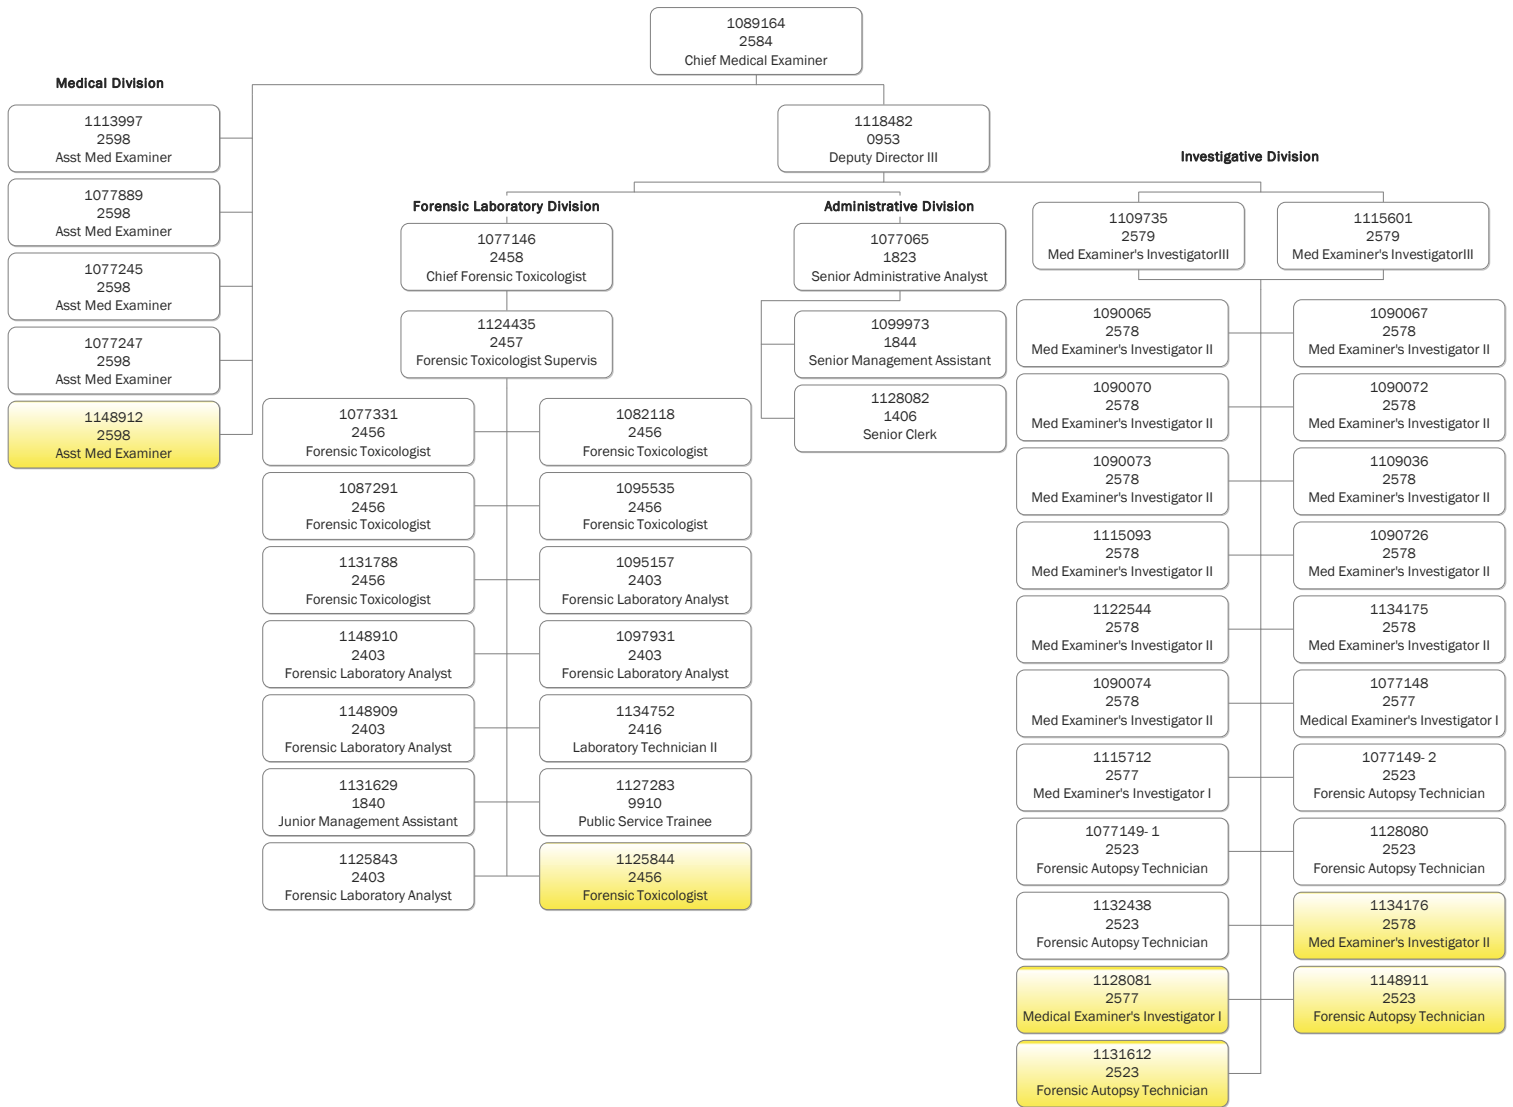 1089164
2584
Chief Medical Examiner
Medical Division
1113997
2598
Asst Med Examiner
1077889
2598
Asst Med Examiner
1077245
2598
Asst Med Examiner
1077247
2598
Asst Med Examiner
1148912
2598
Asst Med Examiner
1118482
0953
Deputy Director III
Forensic Laboratory Division
1077146
2458
Chief Forensic Toxicologist
1124435
2457
Forensic Toxicologist Supervis
1077331
2456
Forensic Toxicologist
1082118
2456
Forensic Toxicologist
1087291
2456
Forensic Toxicologist
1095535
2456
Forensic Toxicologist
1131788
2456
Forensic Toxicologist
1095157
2403
Forensic Laboratory Analyst
1148910
2403
Forensic Laboratory Analyst
1097931
2403
Forensic Laboratory Analyst
1148909
2403
Forensic Laboratory Analyst
1134752
2416
Laboratory Technician II
1131629
1840
Junior Management Assistant
1127283
9910
Public Service Trainee
1125843
2403
Forensic Laboratory Analyst
1125844
2456
Forensic Toxicologist
Administrative Division
1077065
1823
Senior Administrative Analyst
1099973
1844
Senior Management Assistant
1128082
1406
Senior Clerk
Investigative Division
1109735
2579
Med Examiner's InvestigatorIII
1115601
2579
Med Examiner's InvestigatorIII
1090065
2578
Med Examiner's Investigator II
1090067
2578
Med Examiner's Investigator II
1090070
2578
Med Examiner's Investigator II
1090072
2578
Med Examiner's Investigator II
1090073
2578
Med Examiner's Investigator II
1109036
2578
Med Examiner's Investigator II
1115093
2578
Med Examiner's Investigator II
1090726
2578
Med Examiner's Investigator II
1122544
2578
Med Examiner's Investigator II
1134175
2578
Med Examiner's Investigator II
1090074
2578
Med Examiner's Investigator II
1077148
2577
Medical Examiner's Investigator I
1115712
2577
Med Examiner's Investigator I
1077149- 2
2523
Forensic Autopsy Technician
1077149- 1
2523
Forensic Autopsy Technician
1128080
2523
Forensic Autopsy Technician
1132438
2523
Forensic Autopsy Technician
1134176
2578
Med Examiner's Investigator II
1128081
2577
Medical Examiner's Investigator I
1148911
2523
Forensic Autopsy Technician
1131612
2523
Forensic Autopsy Technician